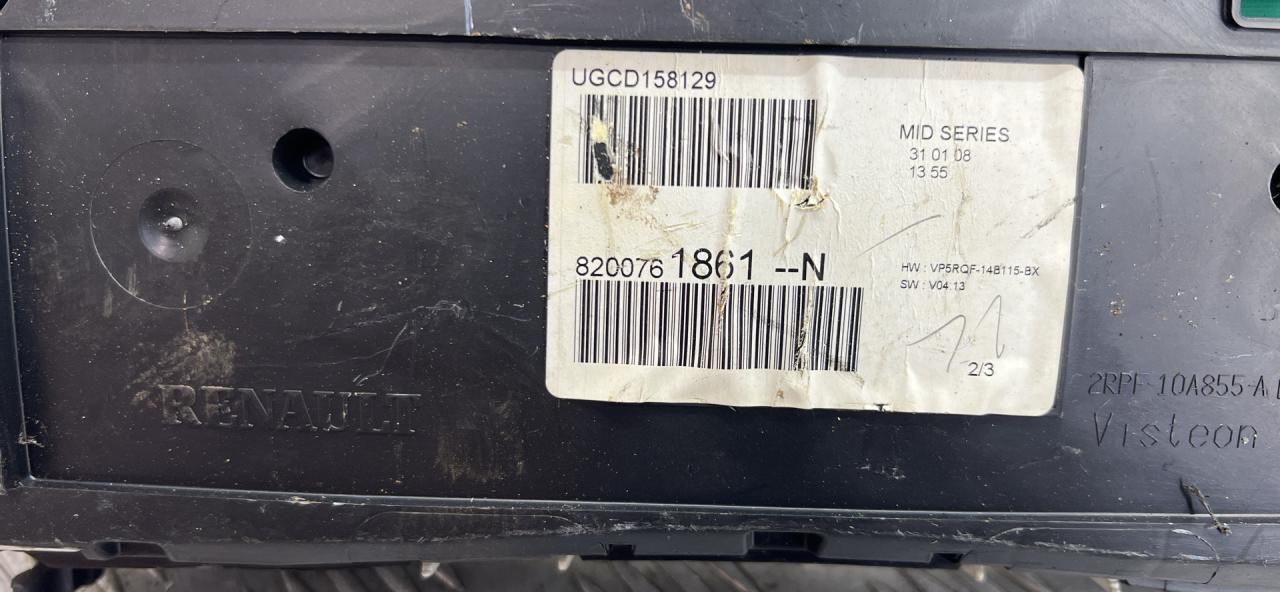 UGCD158129
MID SERIES
31 01 08
13 55
8200761861 --N
HW : VP5RQF-14B115-BX
SW : V04.13
2/3
RENAULT
2RPF-10A855-A
Visteon